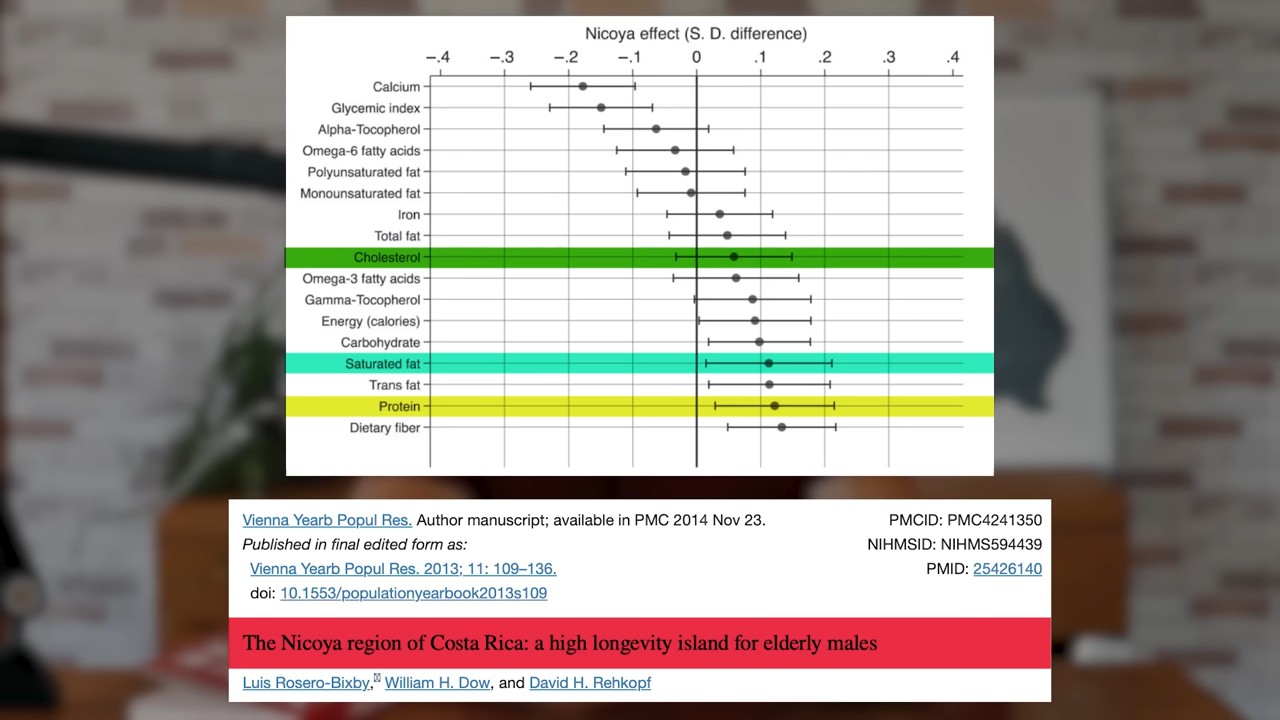 Nicoya effect (S. D. difference)
–.4 –.3 –.2 –.1 0 .1 .2 .3 .4
Calcium
Glycemic index
Alpha-Tocopherol
Omega-6 fatty acids
Polyunsaturated fat
Monounsaturated fat
Iron
Total fat
Cholesterol
Omega-3 fatty acids
Gamma-Tocopherol
Energy (calories)
Carbohydrate
Saturated fat
Trans fat
Protein
Dietary fiber
Vienna Yearb Popul Res. Author manuscript; available in PMC 2014 Nov 23. PMCID: PMC4241350
Published in final edited form as: NIHMSID: NIHMS594439
Vienna Yearb Popul Res. 2013; 11: 109–136. PMID: 25426140
doi: 10.1553/populationyearbook2013s109
The Nicoya region of Costa Rica: a high longevity island for elderly males
Luis Rosero-Bixby, William H. Dow, and David H. Rehkopf